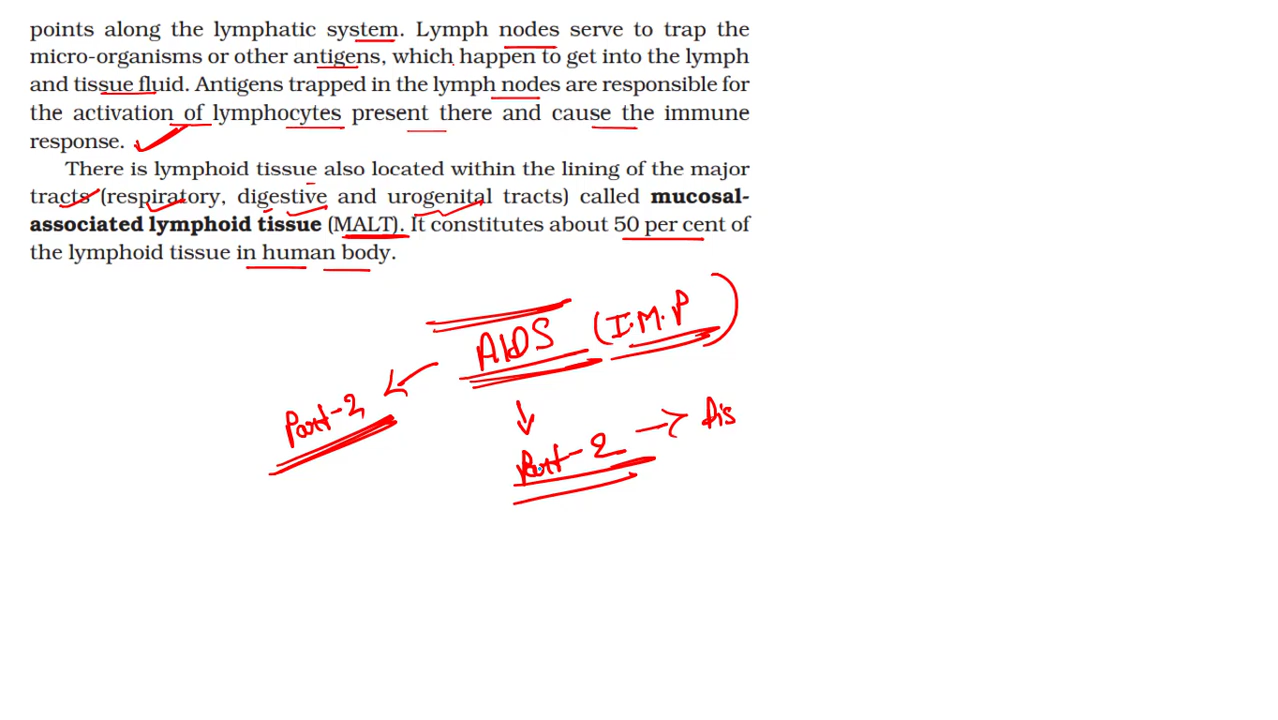 points along the lymphatic system. Lymph nodes serve to trap the
micro-organisms or other antigens, which happen to get into the lymph
and tissue fluid. Antigens trapped in the lymph nodes are responsible for
the activation of lymphocytes present there and cause the immune
response.
There is lymphoid tissue also located within the lining of the major
tracts (respiratory, digestive and urogenital tracts) called mucosal-
associated lymphoid tissue (MALT). It constitutes about 50 per cent of
the lymphoid tissue in human body.
AIDS (I.M.P)
Part-2
Part-2